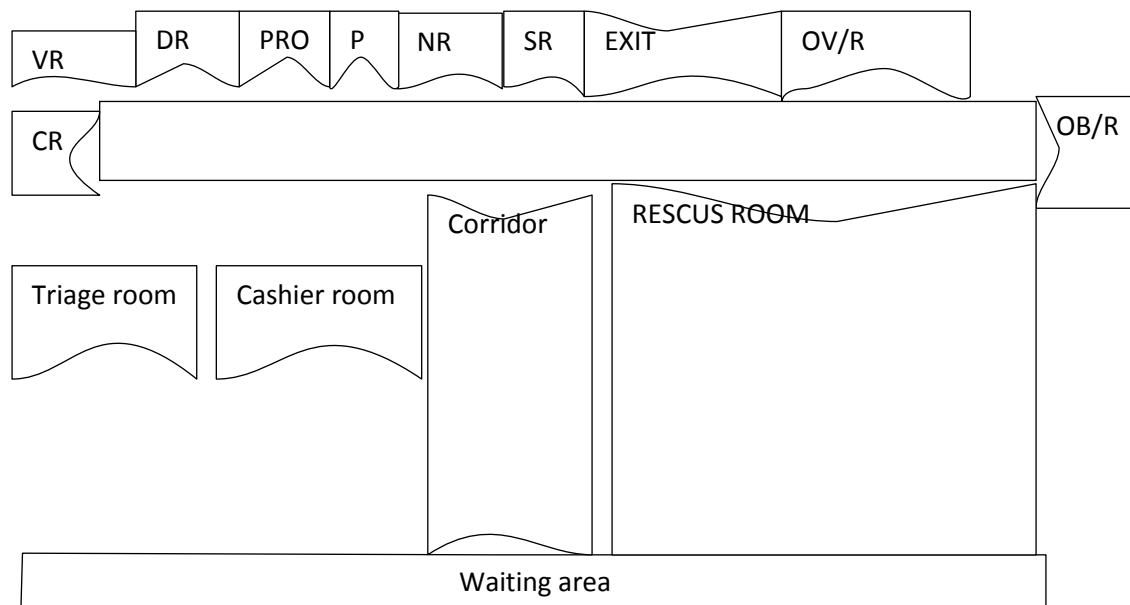 VR
DR
PRO
P
NR
SR
EXIT
OV/R
CR
OB/R
Corridor
RESCUS ROOM
Triage room
Cashier room
Waiting area